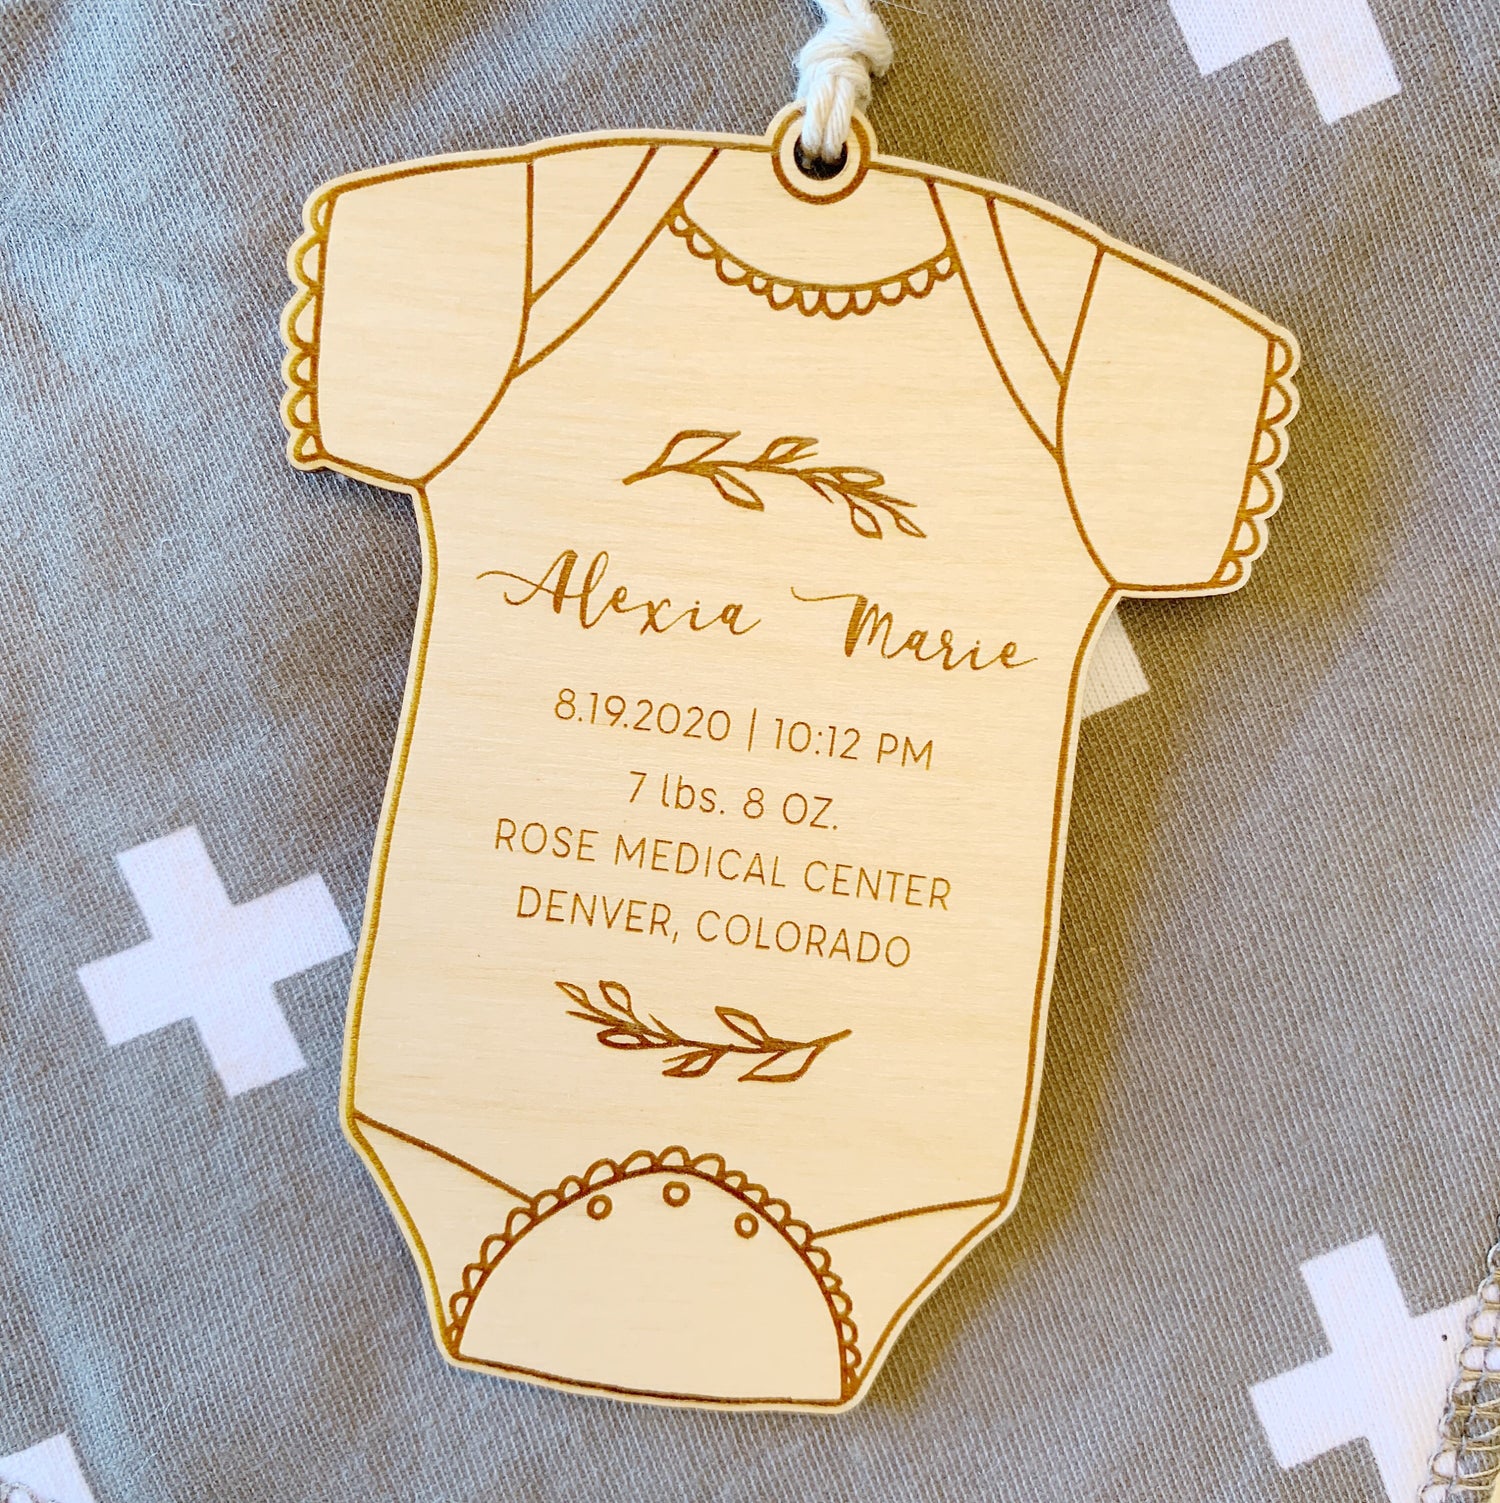 Alexia Marie
8.19.2020 | 10:12 PM
7 lbs. 8 OZ.
ROSE MEDICAL CENTER
DENVER, COLORADO